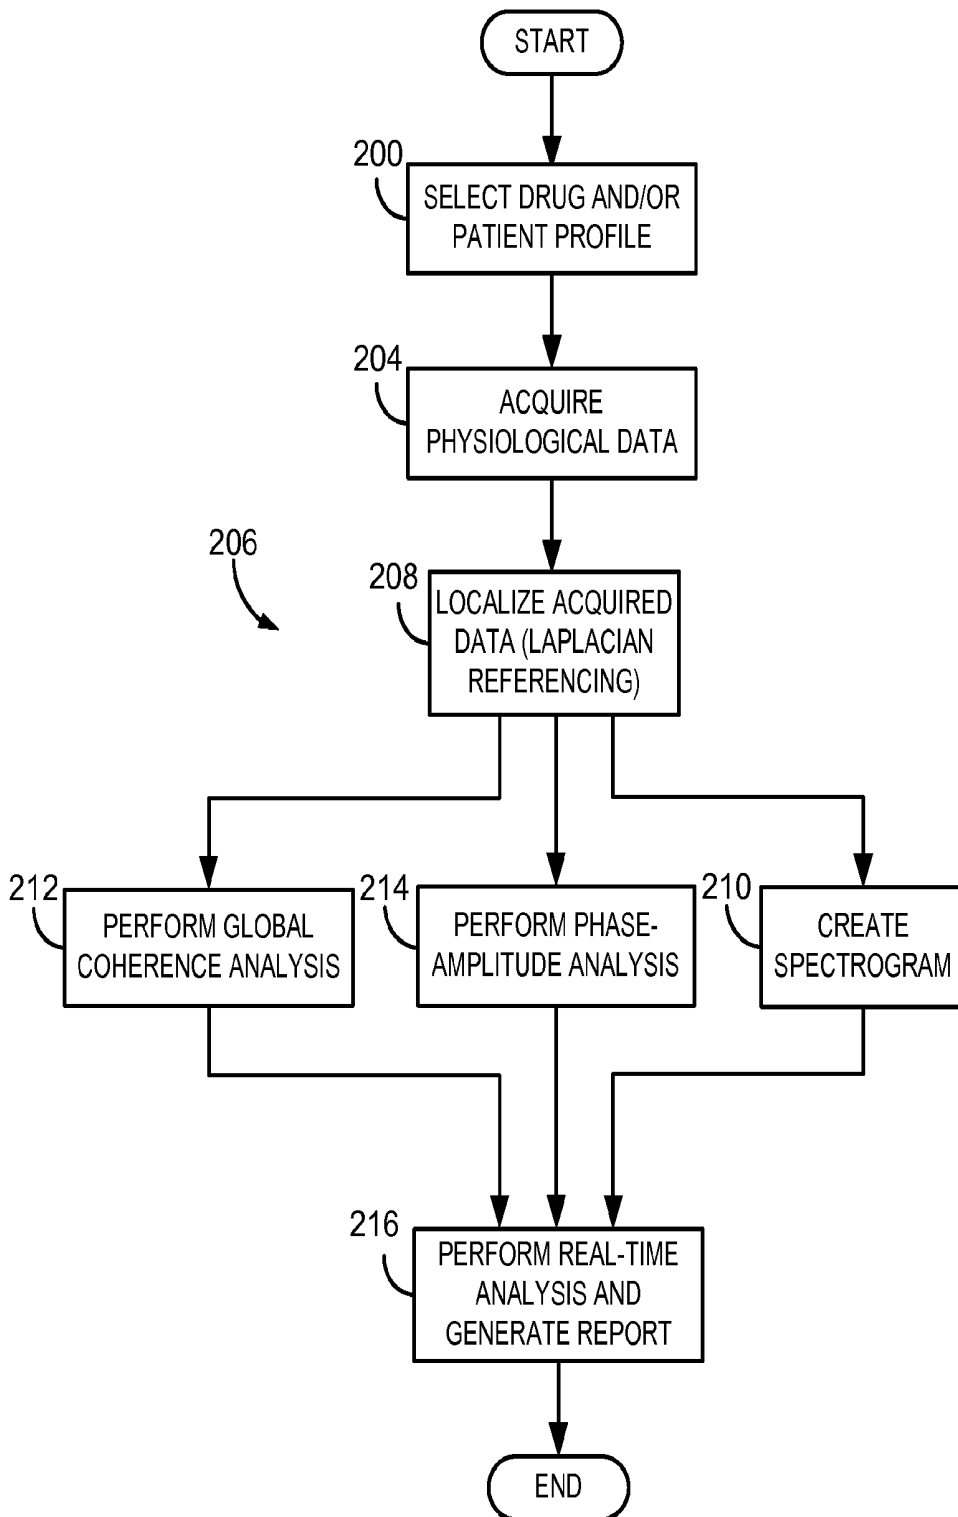 START
200
SELECT DRUG AND/OR
PATIENT PROFILE
204
ACQUIRE
PHYSIOLOGICAL DATA
206
208
LOCALIZE ACQUIRED
DATA (LAPLACIAN
REFERENCING)
212
PERFORM GLOBAL
COHERENCE ANALYSIS
214
PERFORM PHASE-
AMPLITUDE ANALYSIS
210
CREATE
SPECTROGRAM
216
PERFORM REAL-TIME
ANALYSIS AND
GENERATE REPORT
END